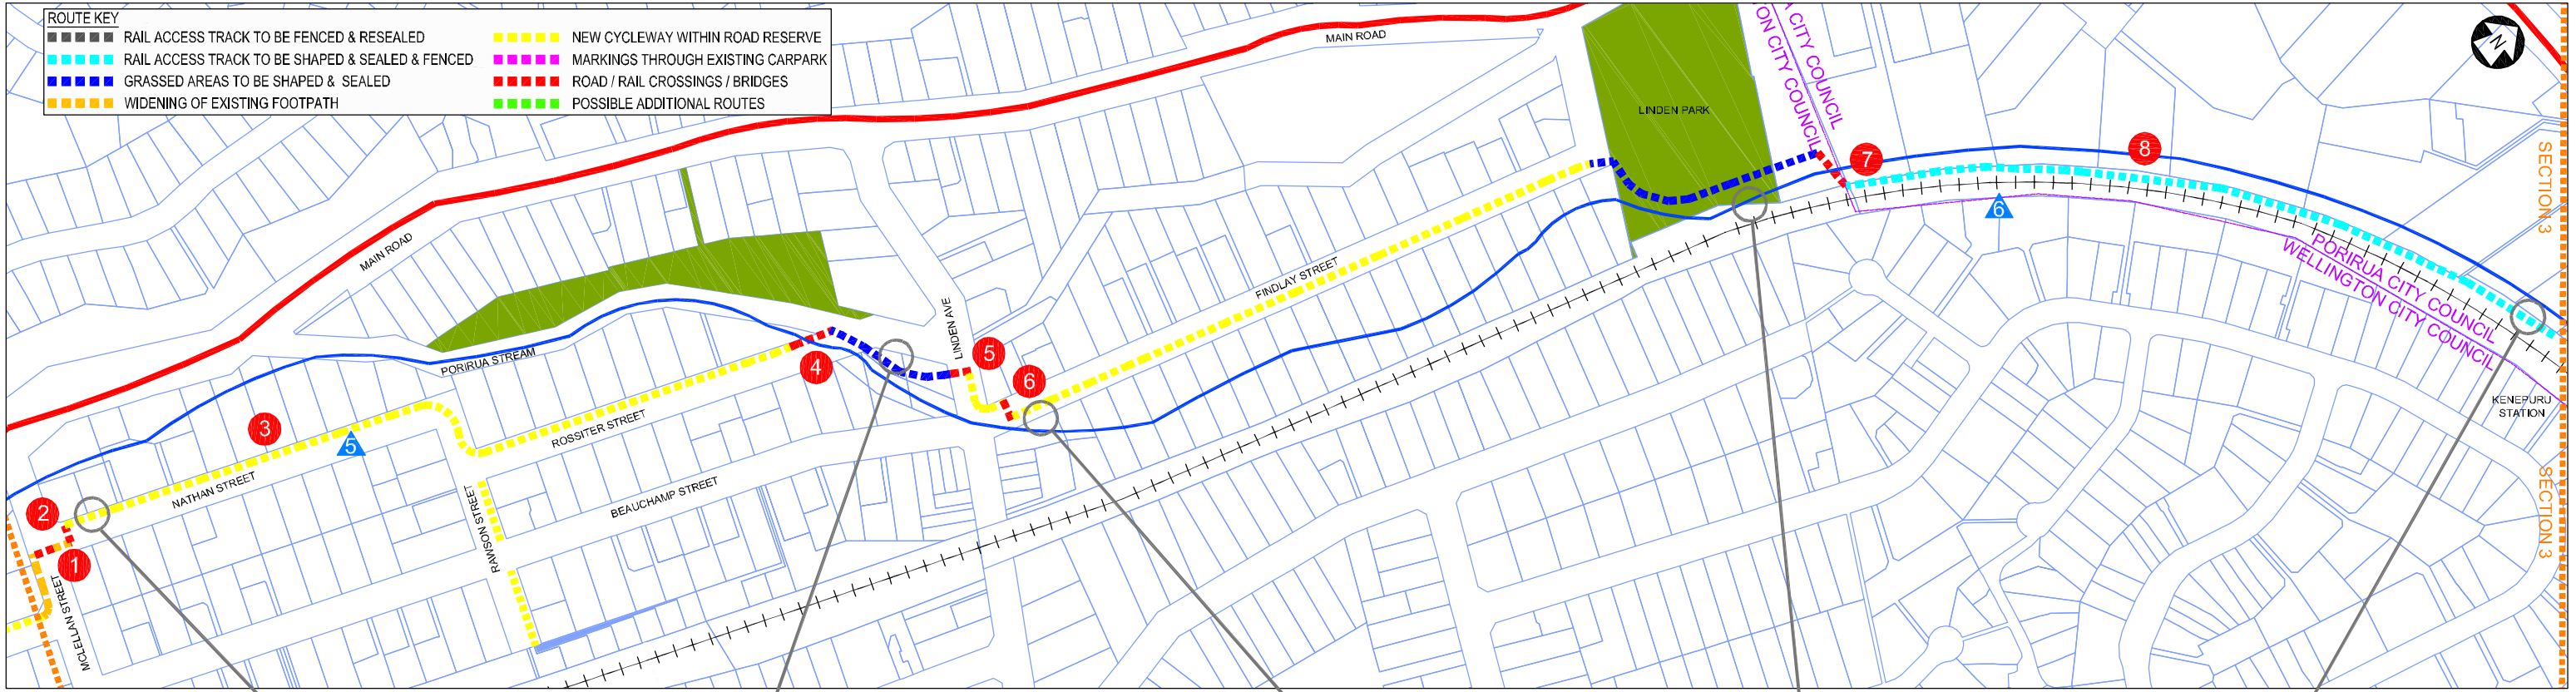 ROUTE KEY
RAIL ACCESS TRACK TO BE FENCED & RESEALED
RAIL ACCESS TRACK TO BE SHAPED & SEALED & FENCED
GRASSED AREAS TO BE SHAPED & SEALED
WIDENING OF EXISTING FOOTPATH
NEW CYCLEWAY WITHIN ROAD RESERVE
MARKINGS THROUGH EXISTING CARPARK
ROAD / RAIL CROSSINGS / BRIDGES
POSSIBLE ADDITIONAL ROUTES
MAIN ROAD
LINDEN PARK
A CITY COUNCIL
ON CITY COUNCIL
N
7
8
6
SECTION 3
MAIN ROAD
PORIRUA STREAM
LINDEN AVE
FINDLAY STREET
PORIRUA CITY COUNCIL
WELLINGTON CITY COUNCIL
KENEPURU
STATION
3
5
4
5
6
ROSSITER STREET
NATHAN STREET
BEAUCHAMP STREET
RAWSON STREET
2
1
MCLELLAN STREET
SECTION 3